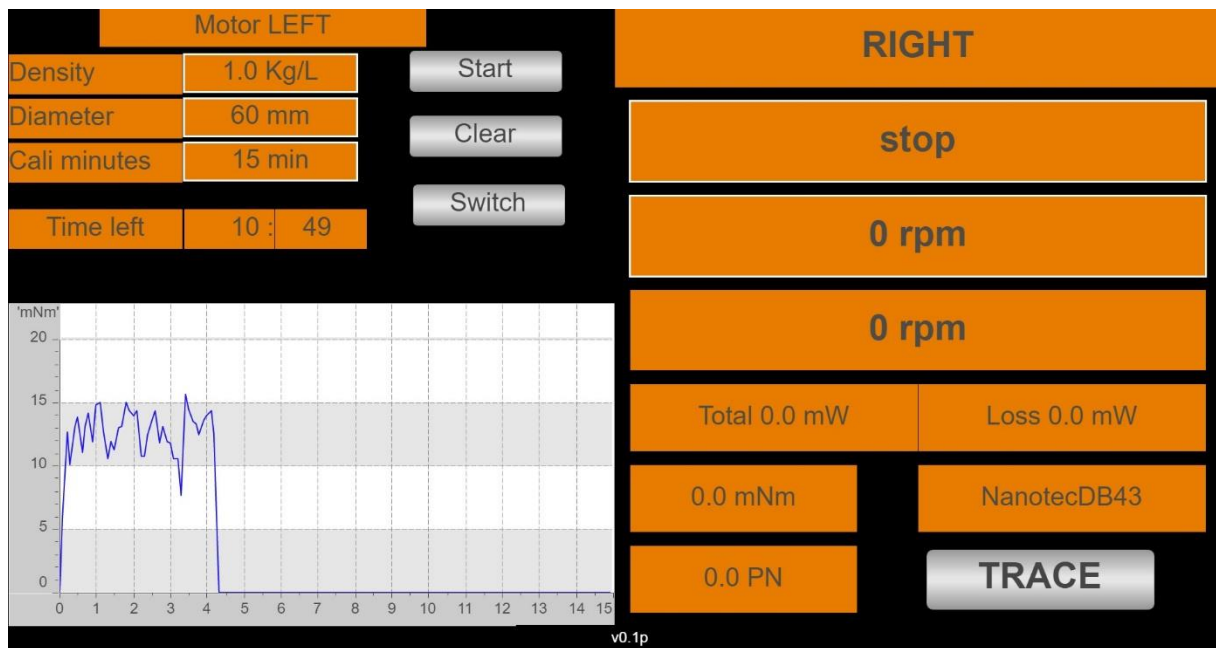 Motor LEFT
Density 1.0 Kg/L
Start
Diameter 60 mm
Clear
Cali minutes 15 min
Switch
Time left 10 : 49
'mNm'
20
15
10
5
0
0 1 2 3 4 5 6 7 8 9 10 11 12 13 14 15
RIGHT
stop
0 rpm
0 rpm
Total 0.0 mW Loss 0.0 mW
0.0 mNm NanotecDB43
0.0 PN TRACE
v0.1p